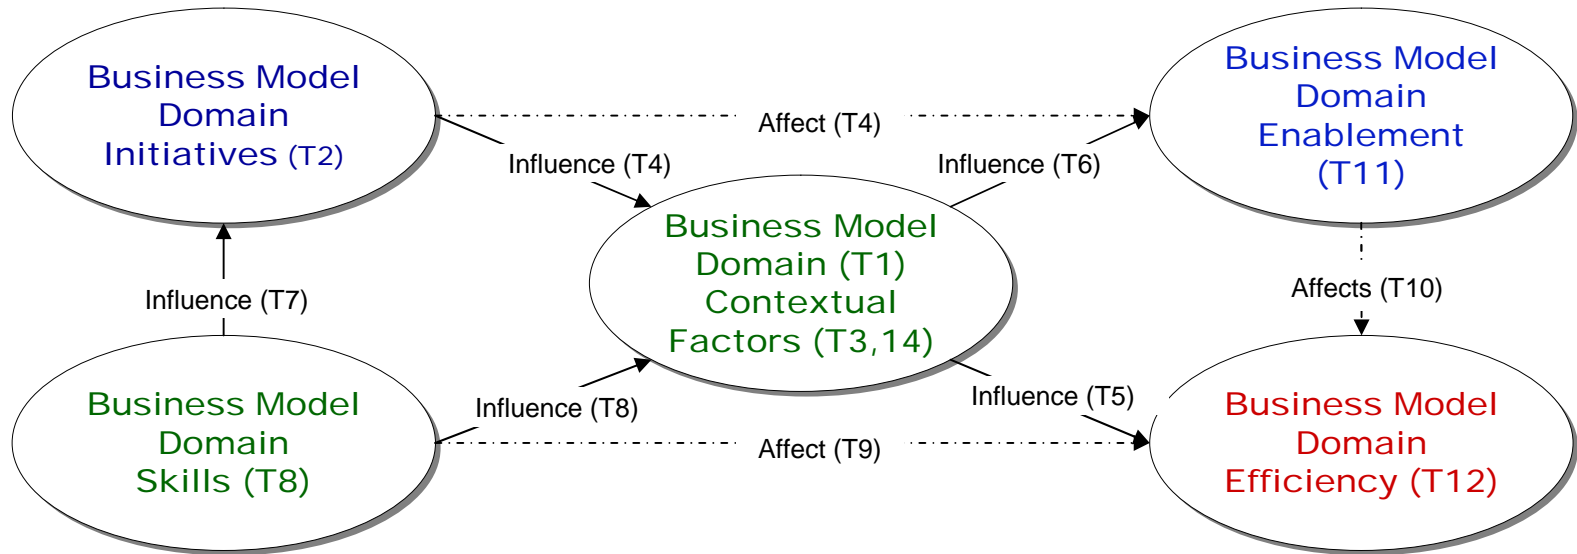 Business Model
Domain
Initiatives (T2)
Affect (T4)
Business Model
Domain
Enablement
(T11)
Influence (T4)
Influence (T6)
Business Model
Domain (T1)
Contextual
Factors (T3,14)
Influence (T7)
Affects (T10)
Business Model
Domain
Skills (T8)
Influence (T8)
Influence (T5)
Affect (T9)
Business Model
Domain
Efficiency (T12)